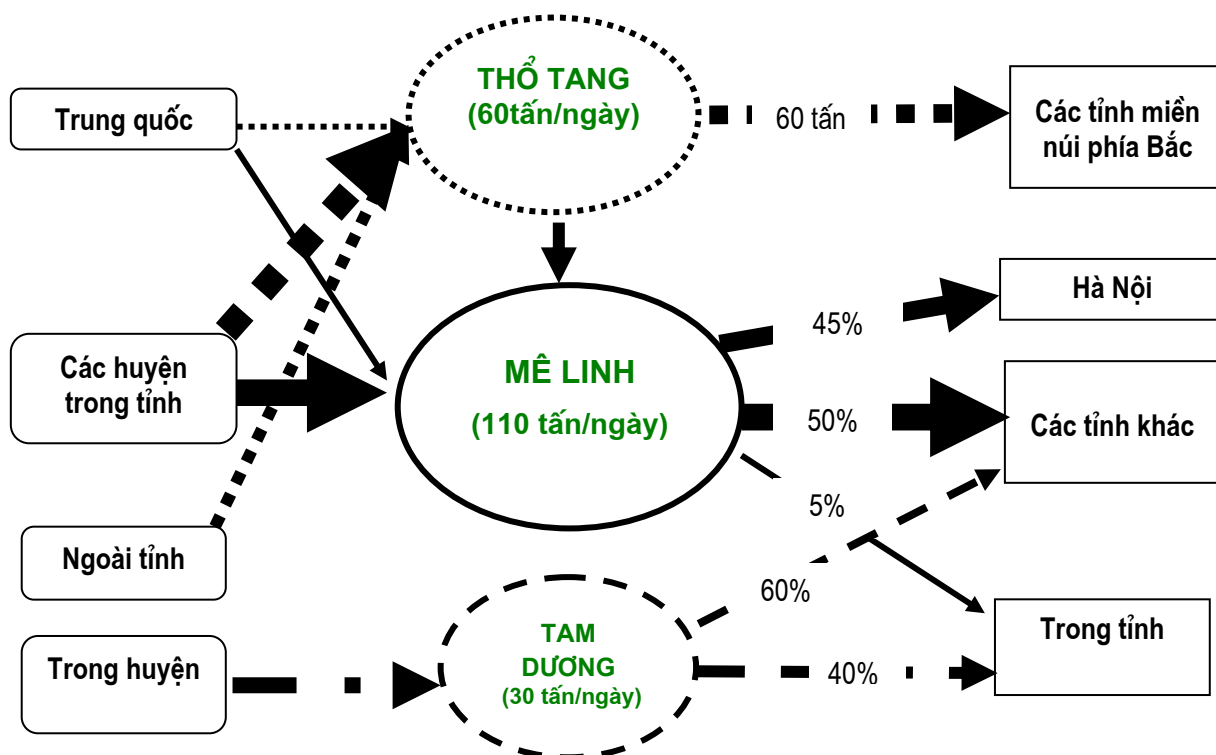 THỔ TANG
(60tấn/ngày)
Trung quốc
60 tấn
Các tỉnh miền
núi phía Bắc
Hà Nội
45%
Các huyện
trong tỉnh
MÊ LINH
(110 tấn/ngày)
50%
Các tỉnh khác
5%
Ngoài tỉnh
60%
Trong huyện
TAM
DƯƠNG
(30 tấn/ngày)
40%
Trong tỉnh